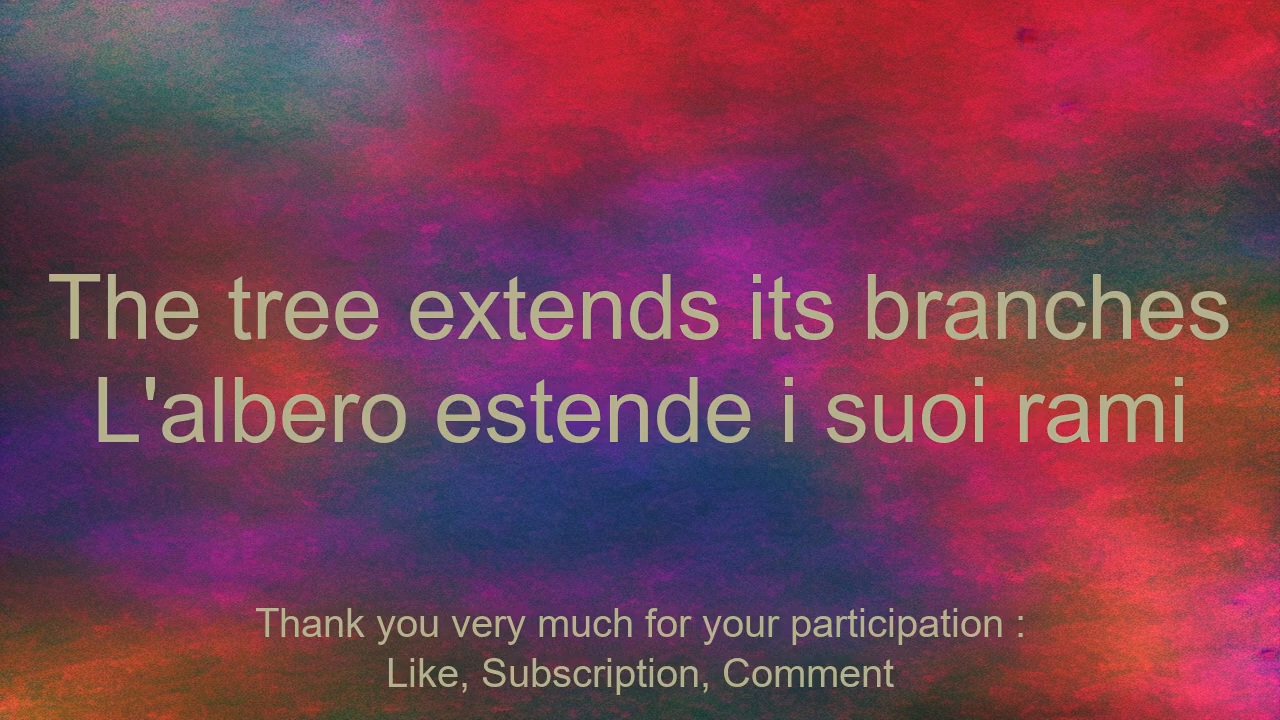 The tree extends its branches
L'albero estende i suoi rami
Thank you very much for your participation :
Like, Subscription, Comment